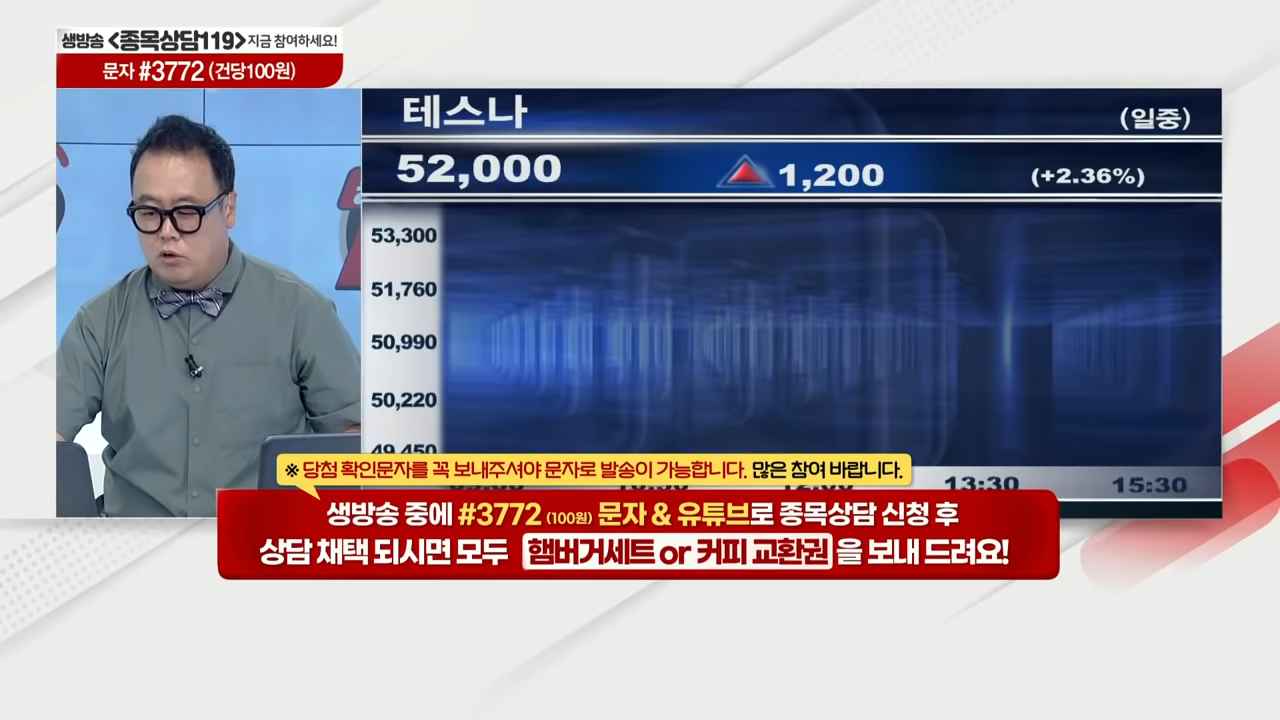 생방송 <종목상담119> 지금 참여하세요!
문자 #3772 (건당100원)
테스나
(일중)
52,000 ▲ 1,200 (+2.36%)
53,300
51,760
50,990
50,220
49,450
13:30 15:30
※ 당첨 확인문자를 꼭 보내주셔야 문자로 발송이 가능합니다. 많은 참여 바랍니다.
생방송 중에 #3772 (100원) 문자 & 유튜브로 종목상담 신청 후
상담 채택 되시면 모두 햄버거세트 or 커피 교환권 을 보내 드려요!